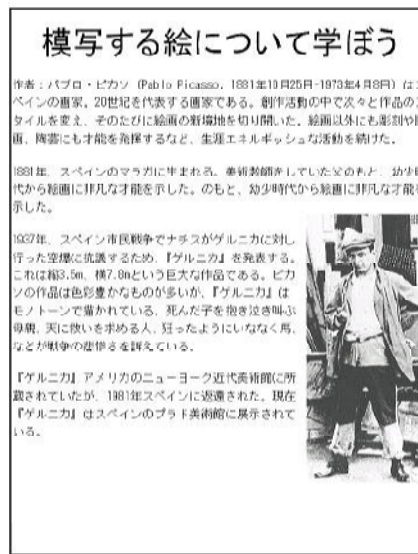 模写する絵について学ぼう
作者：パブロ・ピカソ（Pablo Picasso、1881年10月25日-1973年4月8日）は
ペインの画家。20世紀を代表する画家である。創作活動の中で次々と作品の
タイルを変え、そのたびに絵画の新境地を切り開いた。絵画以外にも彫刻や
画、陶芸にも才能を発揮するなど、生涯エネルギッシュな活動を続けた。
1881年、スペインのマラガに生まれる。美術教師をしていた父のもと、幼少
代から絵画に非凡な才能を示した。のもと、幼少時代から絵画に非凡な才能
示した。
1937年、スペイン市民戦争でナチスがゲルニカに対し
行った空爆に抗議するため、『ゲルニカ』を発表する。
これは縦3.5m、横7.8mという巨大な作品である。ピカ
ソの作品は色彩豊かなものが多いが、『ゲルニカ』は
モノトーンで描かれている、死んだ子を抱き泣き叫ぶ
母親、天に救いを求める人、狂ったようにいななく馬、
などが戦争の悲惨さを訴えている。
『ゲルニカ』アメリカのニューヨーク近代美術館に所
蔵されていたが、1981年スペインに返還された。現在
『ゲルニカ』はスペインのプラド美術館に展示されて
いる。